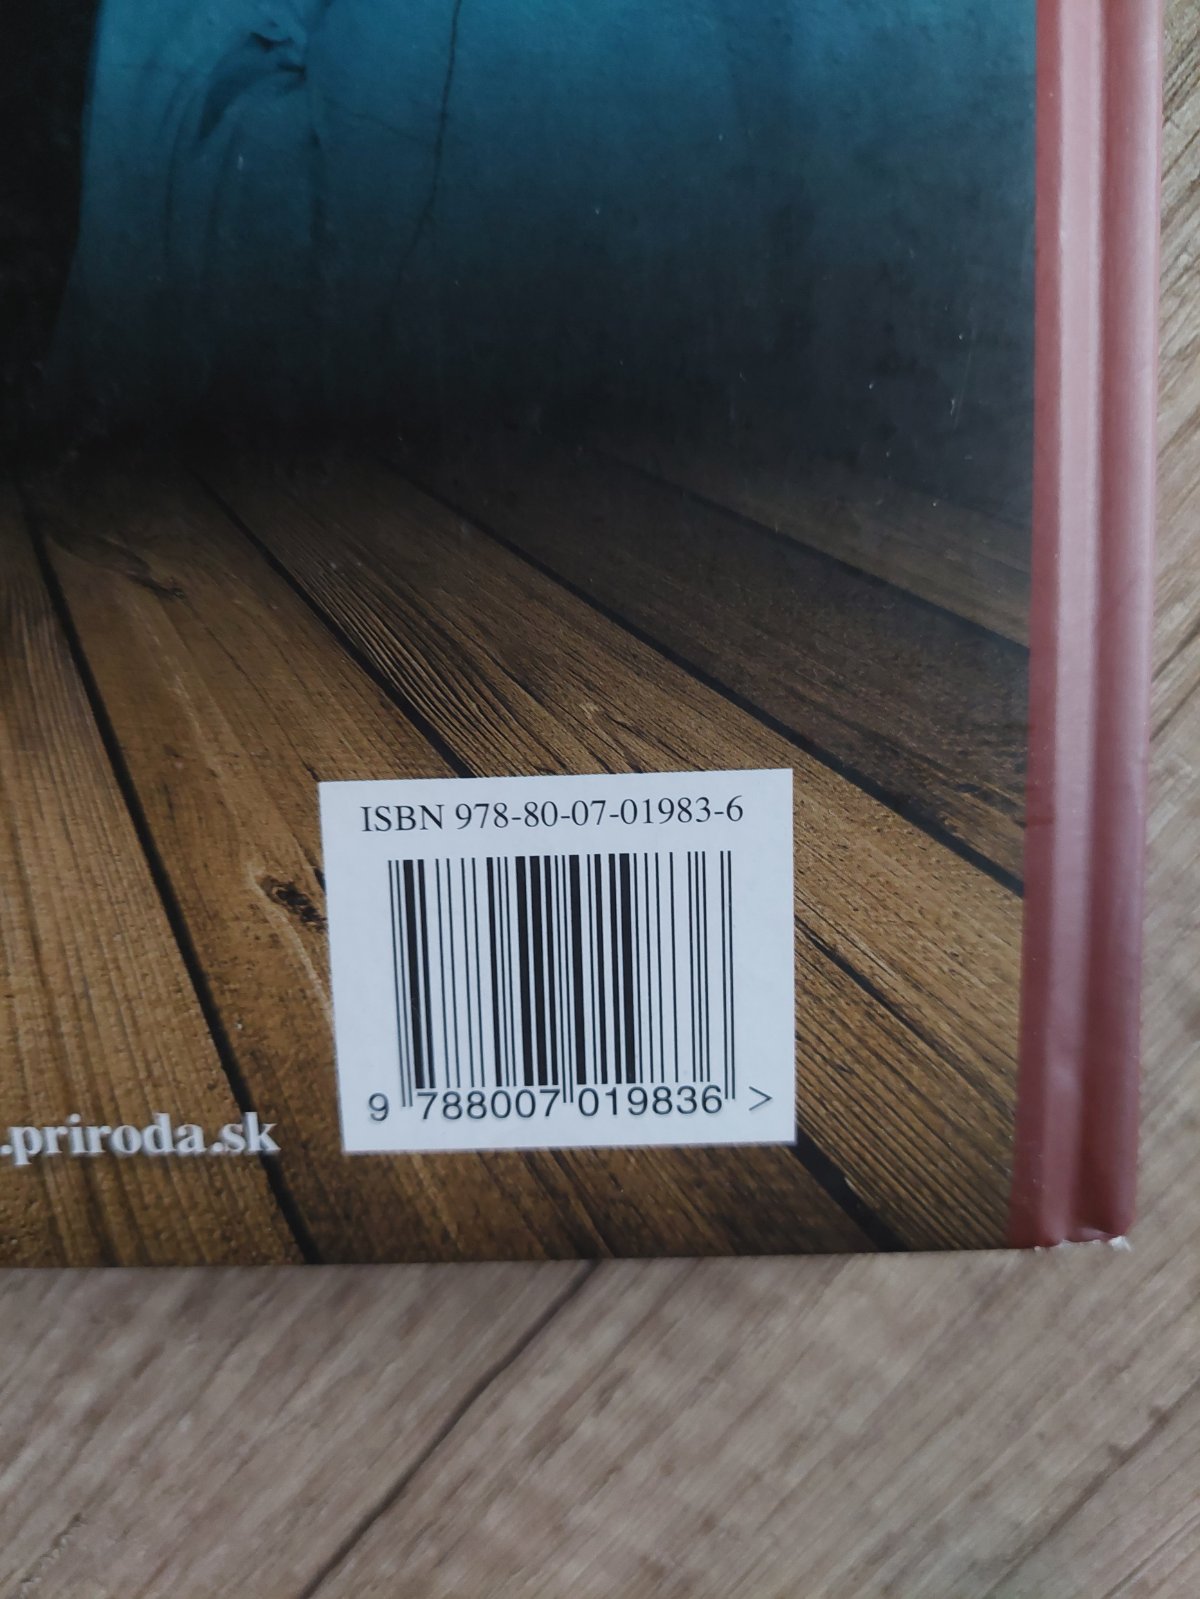 ISBN 978-80-07-01983-6
9 788007 019836 >
.priroda.sk